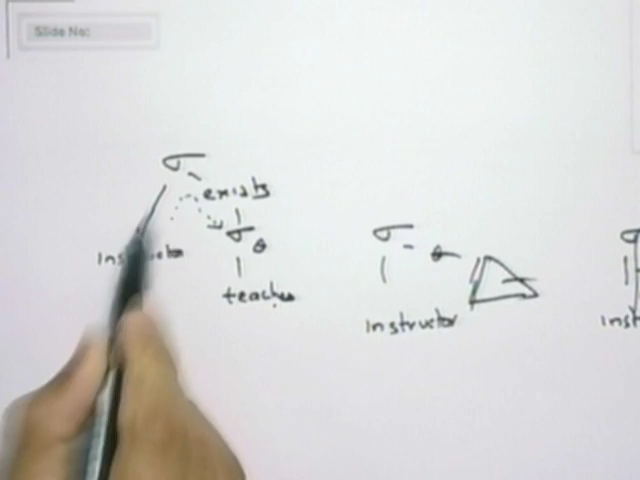 Slide No:
σ
exists
σ θ
teaches
σ θ
instructor
σ